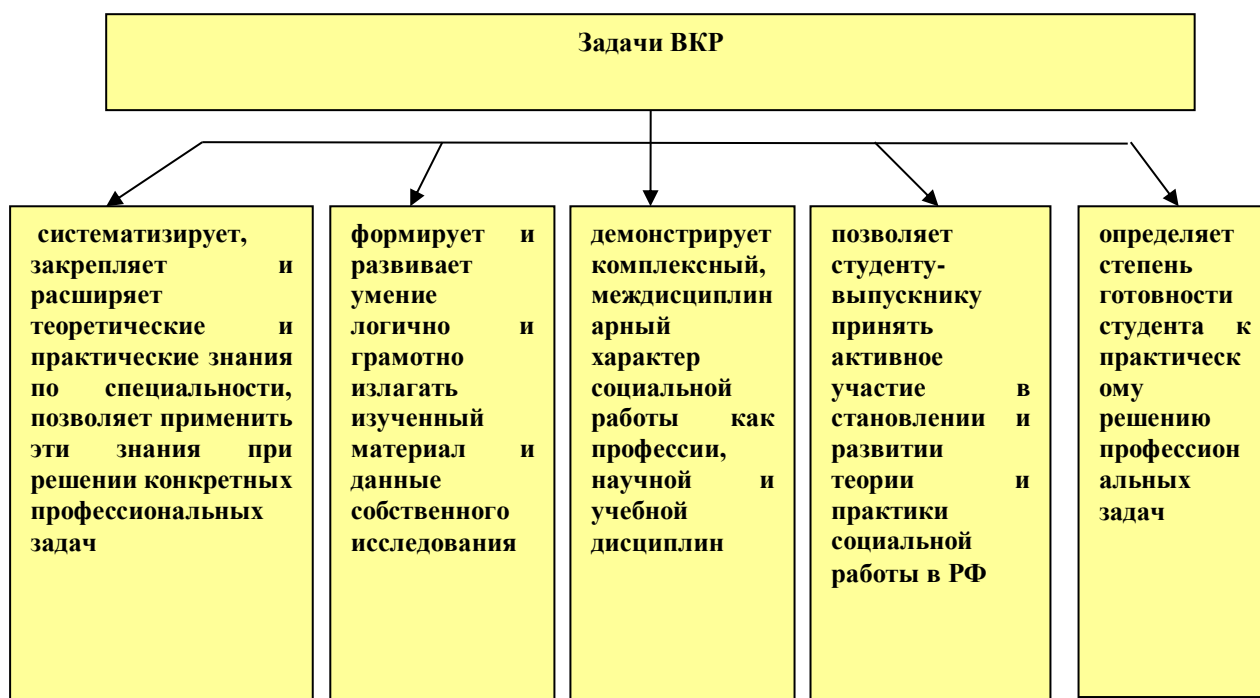 Задачи ВКР
систематизирует,
закрепляет и
расширяет
теоретические и
практические знания
по специальности,
позволяет применить
эти знания при
решении конкретных
профессиональных
задач
формирует и
развивает
умение
логично и
грамотно
излагать
изученный
материал и
данные
собственного
исследования
демонстрирует
комплексный,
междисциплин
арный
характер
социальной
работы как
профессии,
научной и
учебной
дисциплин
позволяет
студенту-
выпускнику
принять
активное
участие в
становлении и
развитии
теории и
практики
социальной
работы в РФ
определяет
степень
готовности
студента к
практическ
ому
решению
профессион
альных
задач